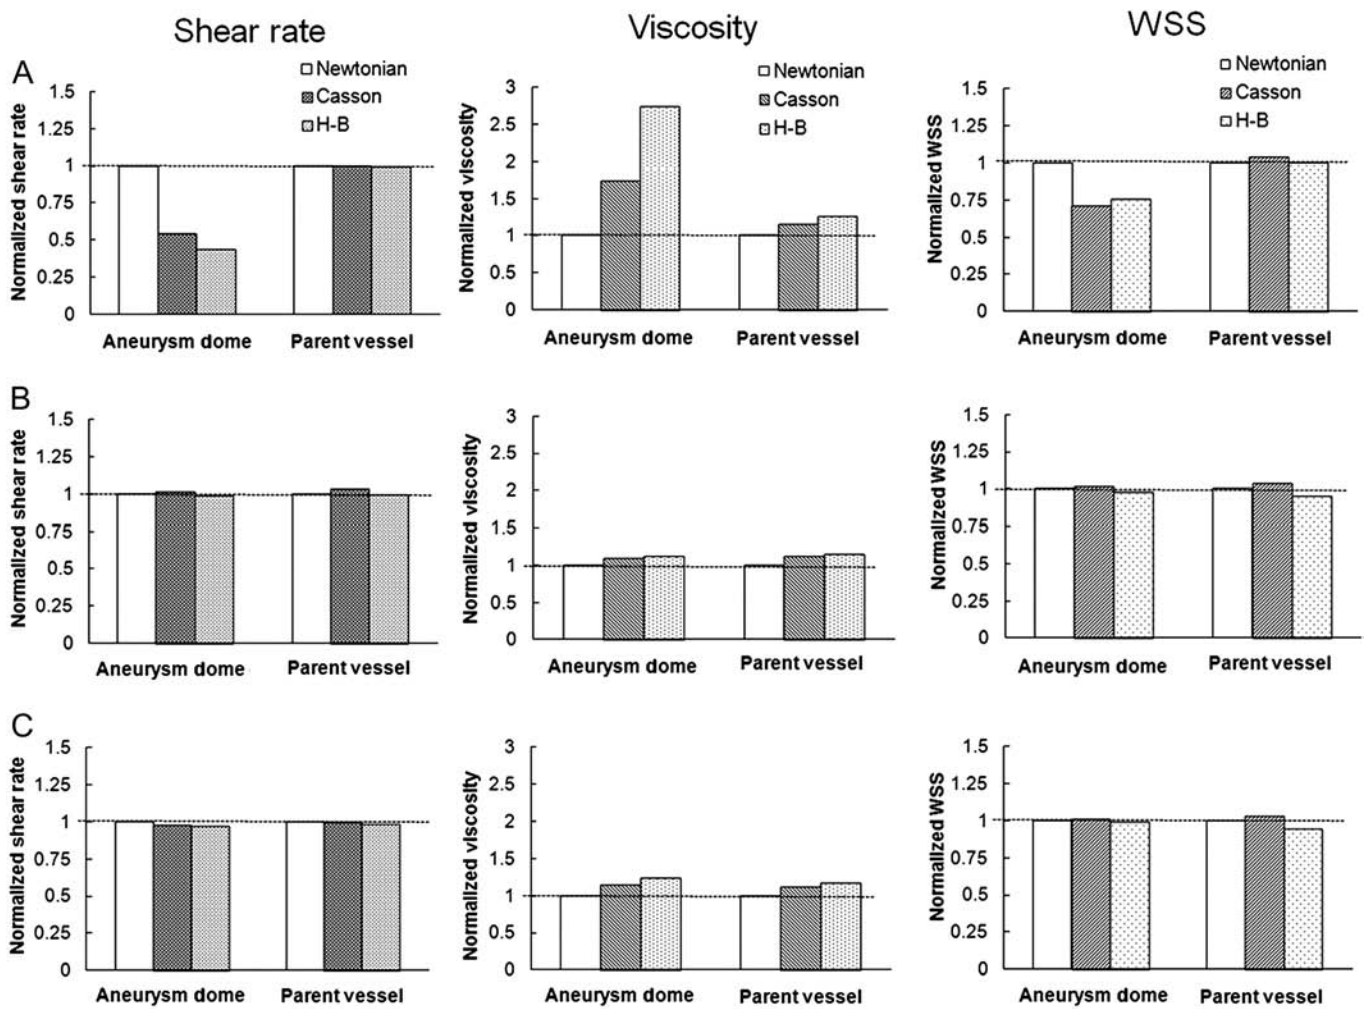 Shear rate
Viscosity
WSS
A
Normalized shear rate
1.5
1.25
1
0.75
0.5
0.25
0
Newtonian
Casson
H-B
Aneurysm dome
Parent vessel
Normalized viscosity
3
2.5
2
1.5
1
0.5
0
Newtonian
Casson
H-B
Aneurysm dome
Parent vessel
Normalized WSS
1.5
1.25
1
0.75
0.5
0.25
0
Newtonian
Casson
H-B
Aneurysm dome
Parent vessel
B
Normalized shear rate
1.5
1.25
1
0.75
0.5
0.25
0
Aneurysm dome
Parent vessel
Normalized viscosity
3
2.5
2
1.5
1
0.5
0
Aneurysm dome
Parent vessel
Normalized WSS
1.5
1.25
1
0.75
0.5
0.25
0
Aneurysm dome
Parent vessel
C
Normalized shear rate
1.5
1.25
1
0.75
0.5
0.25
0
Aneurysm dome
Parent vessel
Normalized viscosity
3
2.5
2
1.5
1
0.5
0
Aneurysm dome
Parent vessel
Normalized WSS
1.5
1.25
1
0.75
0.5
0.25
0
Aneurysm dome
Parent vessel